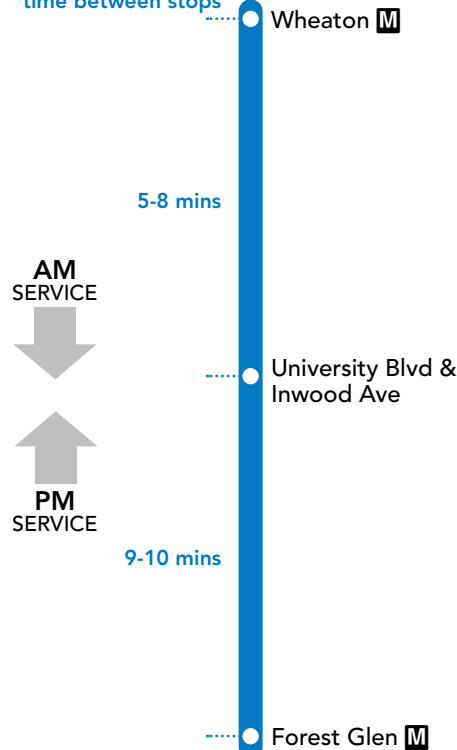 time between stops
Wheaton M
5-8 mins
AM
SERVICE
University Blvd &
Inwood Ave
PM
SERVICE
9-10 mins
Forest Glen M